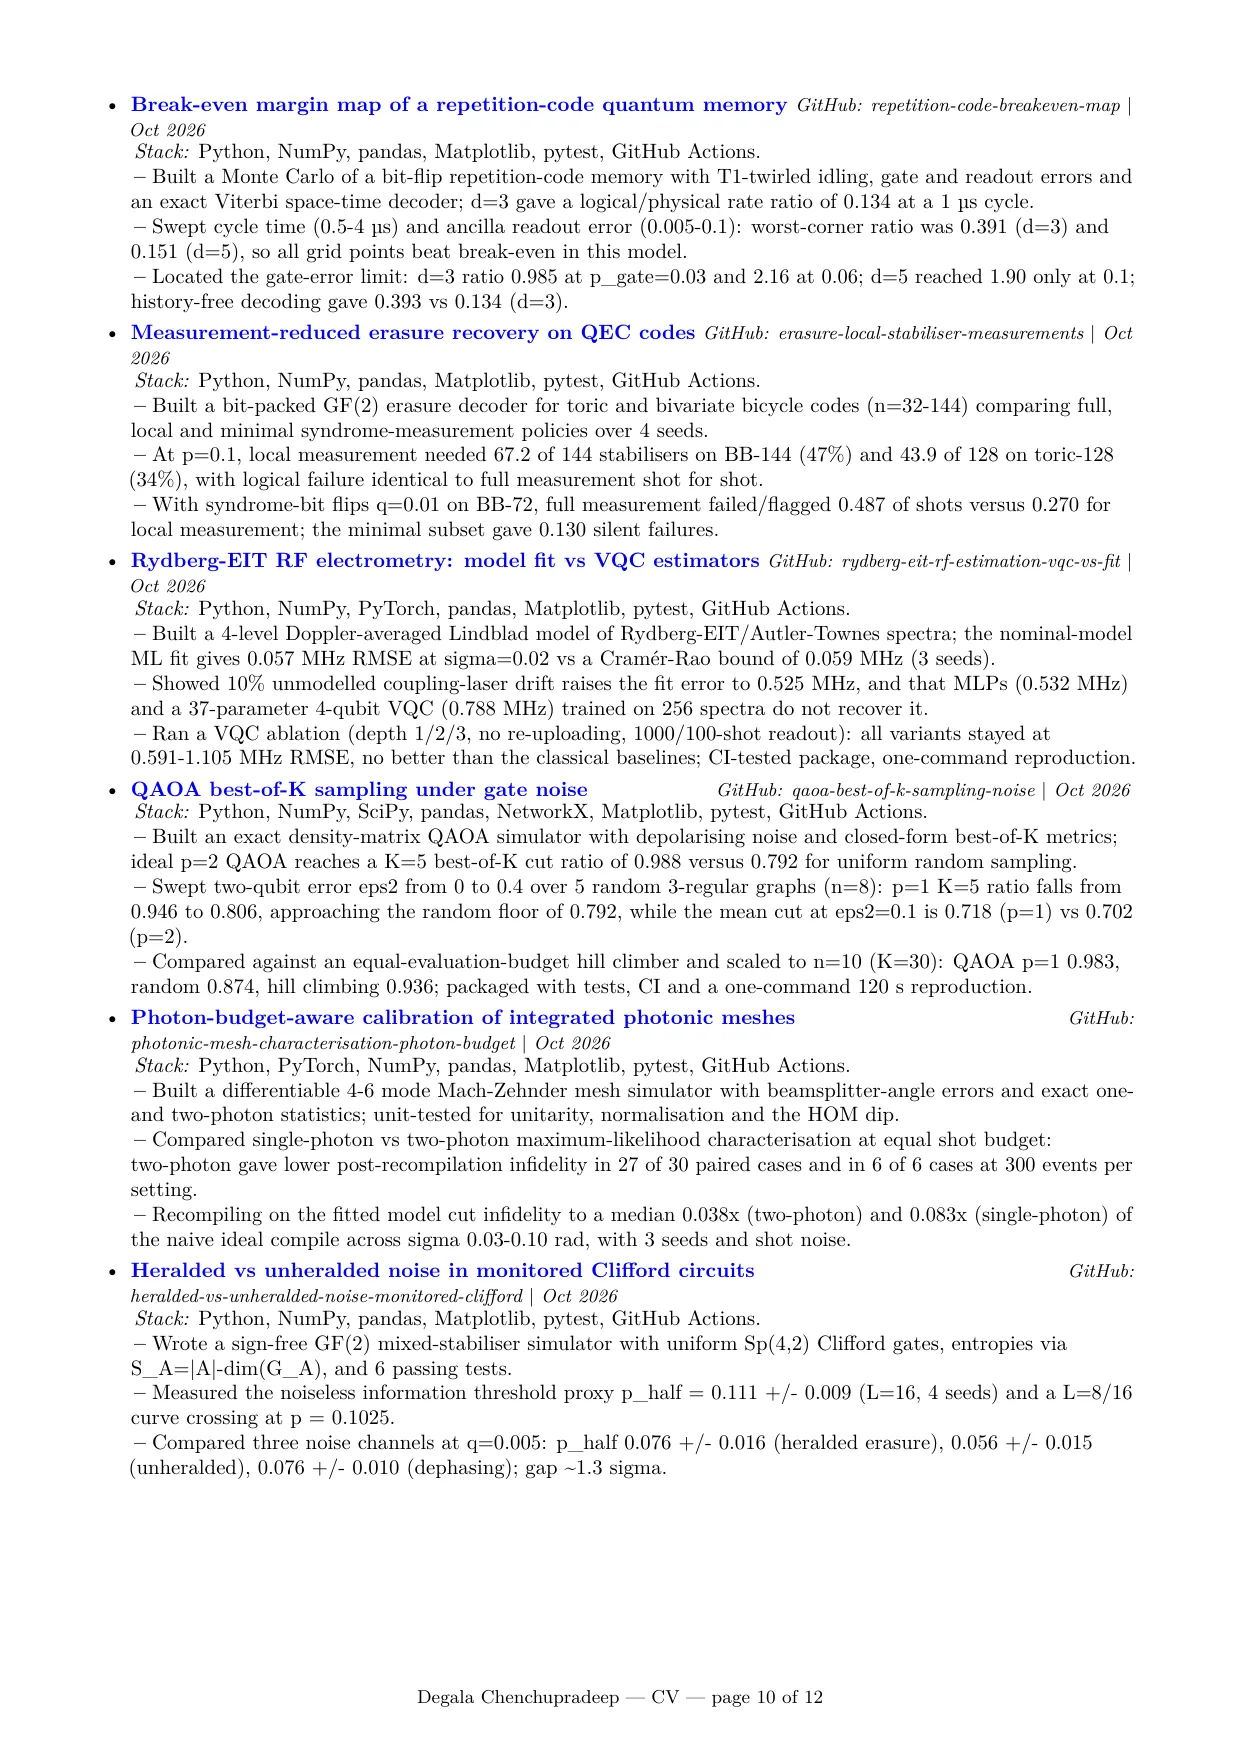 • Break-even margin map of a repetition-code quantum memory GitHub: repetition-code-breakeven-map |
Oct 2026
Stack: Python, NumPy, pandas, Matplotlib, pytest, GitHub Actions.
– Built a Monte Carlo of a bit-flip repetition-code memory with T1-twirled idling, gate and readout errors and
an exact Viterbi space-time decoder; d=3 gave a logical/physical rate ratio of 0.134 at a 1 µs cycle.
– Swept cycle time (0.5-4 µs) and ancilla readout error (0.005-0.1): worst-corner ratio was 0.391 (d=3) and
0.151 (d=5), so all grid points beat break-even in this model.
– Located the gate-error limit: d=3 ratio 0.985 at p_gate=0.03 and 2.16 at 0.06; d=5 reached 1.90 only at 0.1;
history-free decoding gave 0.393 vs 0.134 (d=3).
• Measurement-reduced erasure recovery on QEC codes GitHub: erasure-local-stabiliser-measurements | Oct
2026
Stack: Python, NumPy, pandas, Matplotlib, pytest, GitHub Actions.
– Built a bit-packed GF(2) erasure decoder for toric and bivariate bicycle codes (n=32-144) comparing full,
local and minimal syndrome-measurement policies over 4 seeds.
– At p=0.1, local measurement needed 67.2 of 144 stabilisers on BB-144 (47%) and 43.9 of 128 on toric-128
(34%), with logical failure identical to full measurement shot for shot.
– With syndrome-bit flips q=0.01 on BB-72, full measurement failed/flagged 0.487 of shots versus 0.270 for
local measurement; the minimal subset gave 0.130 silent failures.
• Rydberg-EIT RF electrometry: model fit vs VQC estimators GitHub: rydberg-eit-rf-estimation-vqc-vs-fit |
Oct 2026
Stack: Python, NumPy, PyTorch, pandas, Matplotlib, pytest, GitHub Actions.
– Built a 4-level Doppler-averaged Lindblad model of Rydberg-EIT/Autler-Townes spectra; the nominal-model
ML fit gives 0.057 MHz RMSE at sigma=0.02 vs a Cramér-Rao bound of 0.059 MHz (3 seeds).
– Showed 10% unmodelled coupling-laser drift raises the fit error to 0.525 MHz, and that MLPs (0.532 MHz)
and a 37-parameter 4-qubit VQC (0.788 MHz) trained on 256 spectra do not recover it.
– Ran a VQC ablation (depth 1/2/3, no re-uploading, 1000/100-shot readout): all variants stayed at
0.591-1.105 MHz RMSE, no better than the classical baselines; CI-tested package, one-command reproduction.
• QAOA best-of-K sampling under gate noise GitHub: qaoa-best-of-k-sampling-noise | Oct 2026
Stack: Python, NumPy, SciPy, pandas, NetworkX, Matplotlib, pytest, GitHub Actions.
– Built an exact density-matrix QAOA simulator with depolarising noise and closed-form best-of-K metrics;
ideal p=2 QAOA reaches a K=5 best-of-K cut ratio of 0.988 versus 0.792 for uniform random sampling.
– Swept two-qubit error eps2 from 0 to 0.4 over 5 random 3-regular graphs (n=8): p=1 K=5 ratio falls from
0.946 to 0.806, approaching the random floor of 0.792, while the mean cut at eps2=0.1 is 0.718 (p=1) vs 0.702
(p=2).
– Compared against an equal-evaluation-budget hill climber and scaled to n=10 (K=30): QAOA p=1 0.983,
random 0.874, hill climbing 0.936; packaged with tests, CI and a one-command 120 s reproduction.
• Photon-budget-aware calibration of integrated photonic meshes GitHub:
photonic-mesh-characterisation-photon-budget | Oct 2026
Stack: Python, PyTorch, NumPy, pandas, Matplotlib, pytest, GitHub Actions.
– Built a differentiable 4-6 mode Mach-Zehnder mesh simulator with beamsplitter-angle errors and exact one-
and two-photon statistics; unit-tested for unitarity, normalisation and the HOM dip.
– Compared single-photon vs two-photon maximum-likelihood characterisation at equal shot budget:
two-photon gave lower post-recompilation infidelity in 27 of 30 paired cases and in 6 of 6 cases at 300 events per
setting.
– Recompiling on the fitted model cut infidelity to a median 0.038x (two-photon) and 0.083x (single-photon) of
the naive ideal compile across sigma 0.03-0.10 rad, with 3 seeds and shot noise.
• Heralded vs unheralded noise in monitored Clifford circuits GitHub:
heralded-vs-unheralded-noise-monitored-clifford | Oct 2026
Stack: Python, NumPy, pandas, Matplotlib, pytest, GitHub Actions.
– Wrote a sign-free GF(2) mixed-stabiliser simulator with uniform Sp(4,2) Clifford gates, entropies via
S_A=|A|-dim(G_A), and 6 passing tests.
– Measured the noiseless information threshold proxy p_half = 0.111 +/- 0.009 (L=16, 4 seeds) and a L=8/16
curve crossing at p = 0.1025.
– Compared three noise channels at q=0.005: p_half 0.076 +/- 0.016 (heralded erasure), 0.056 +/- 0.015
(unheralded), 0.076 +/- 0.010 (dephasing); gap ~1.3 sigma.
Degala Chenchupradeep — CV — page 10 of 12